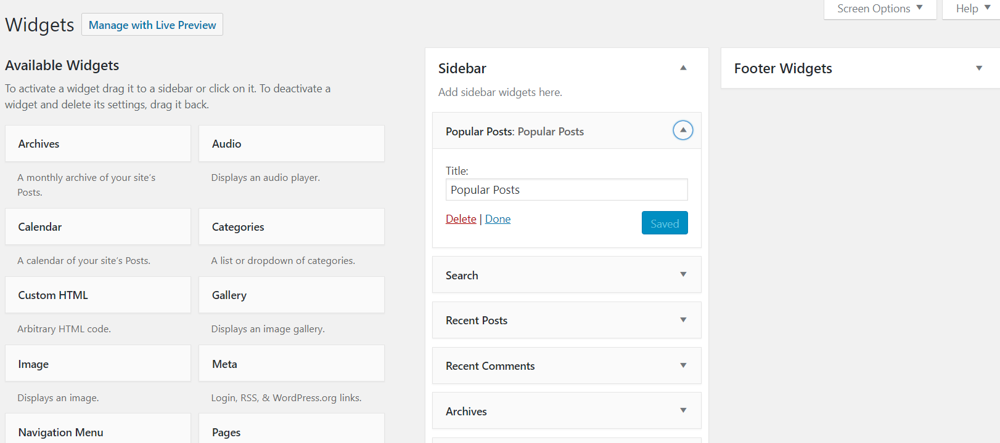 Screen Options
Help
Widgets
Manage with Live Preview
Available Widgets
To activate a widget drag it to a sidebar or click on it. To deactivate a
widget and delete its settings, drag it back.
Archives
Audio
A monthly archive of your site's
Posts.
Displays an audio player.
Calendar
Categories
A calendar of your site's Posts.
A list or dropdown of categories.
Custom HTML
Gallery
Arbitrary HTML code.
Displays an image gallery.
Image
Meta
Displays an image.
Login, RSS, & WordPress.org links.
Navigation Menu
Pages
Sidebar
Add sidebar widgets here.
Popular Posts: Popular Posts
Title:
Popular Posts
Delete | Done
Saved
Search
Recent Posts
Recent Comments
Archives
Footer Widgets